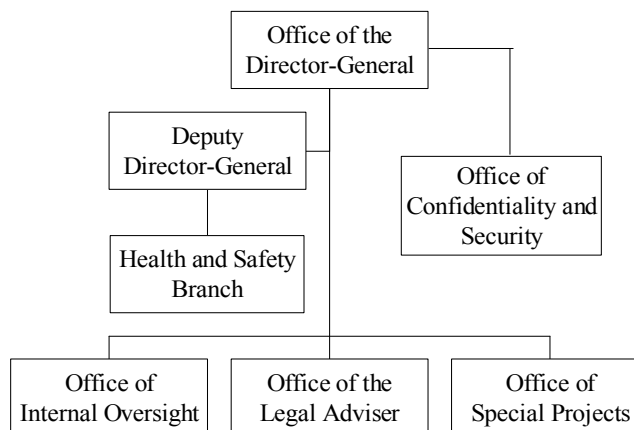 Office of the
Director-General
Deputy
Director-General
Office of
Confidentiality and
Security
Health and Safety
Branch
Office of
Internal Oversight
Office of the
Legal Adviser
Office of
Special Projects